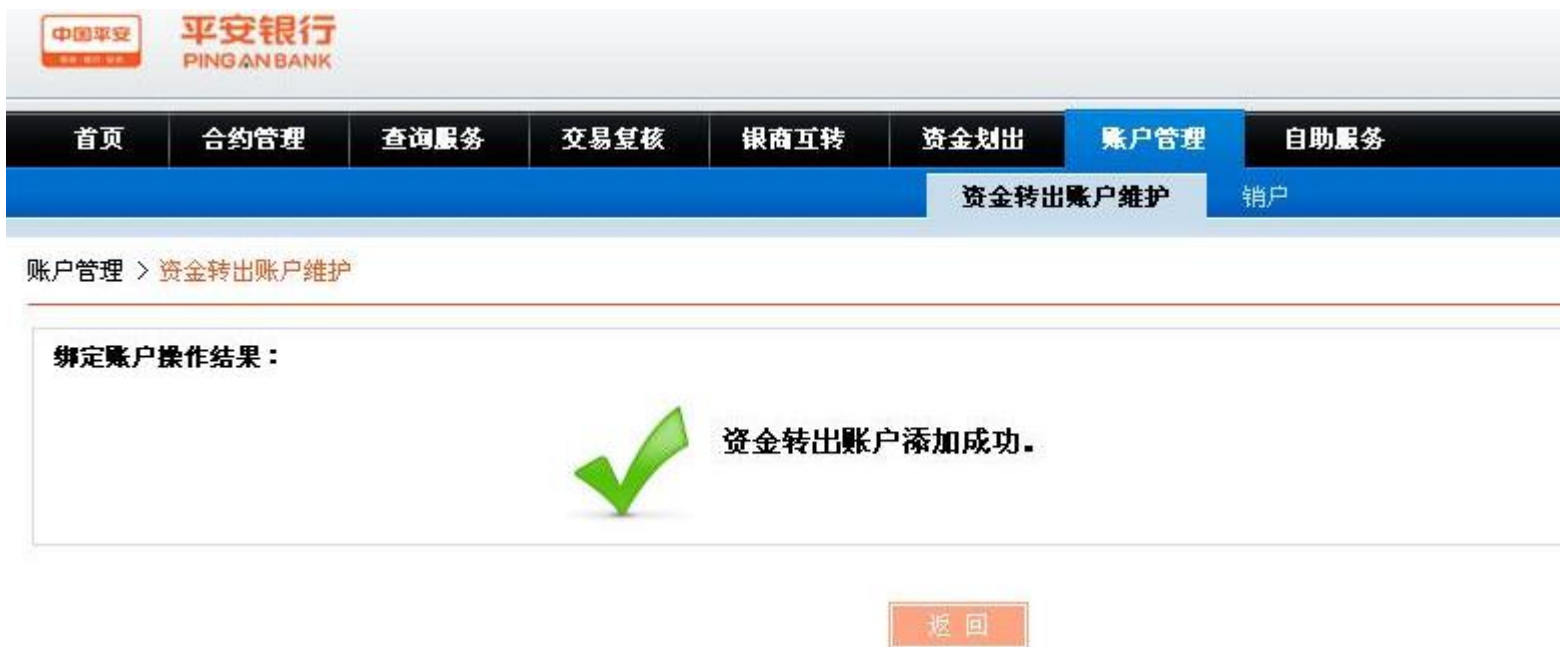 中国平安
平安银行
PING AN BANK
首页 合约管理 查询服务 交易复核 银商互转 资金划出 账户管理 自助服务
资金转出账户维护 销户
账户管理 > 资金转出账户维护
绑定账户操作结果：
资金转出账户添加成功。
返回